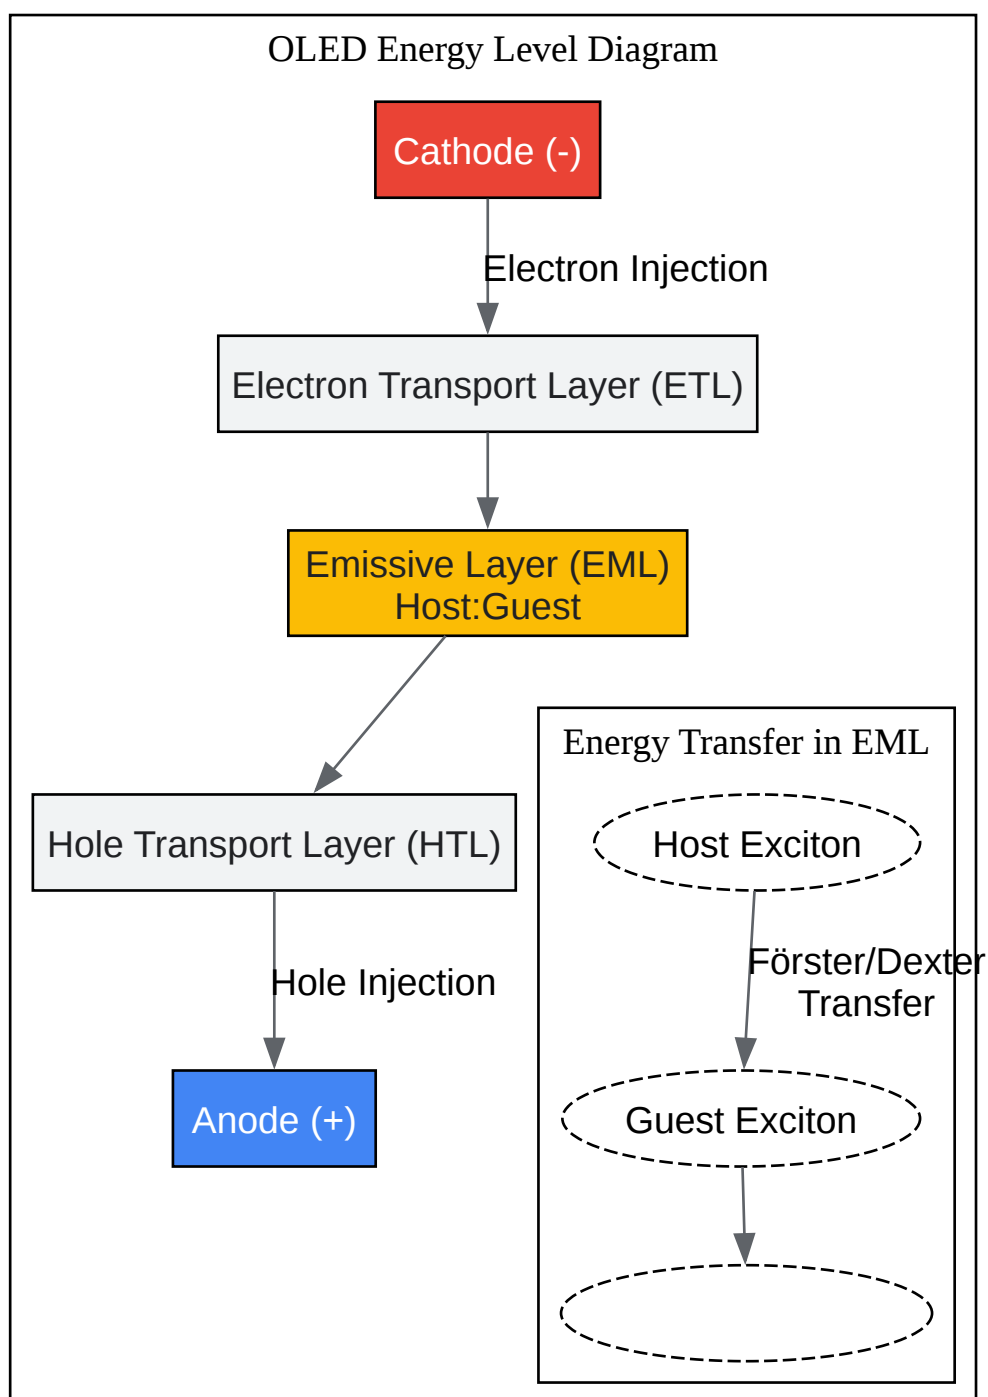 OLED Energy Level Diagram
Cathode (-)
Electron Injection
Electron Transport Layer (ETL)
Emissive Layer (EML)
Host:Guest
Energy Transfer in EML
Hole Transport Layer (HTL)
Host Exciton
Förster/Dexter
Transfer
Hole Injection
Anode (+)
Guest Exciton